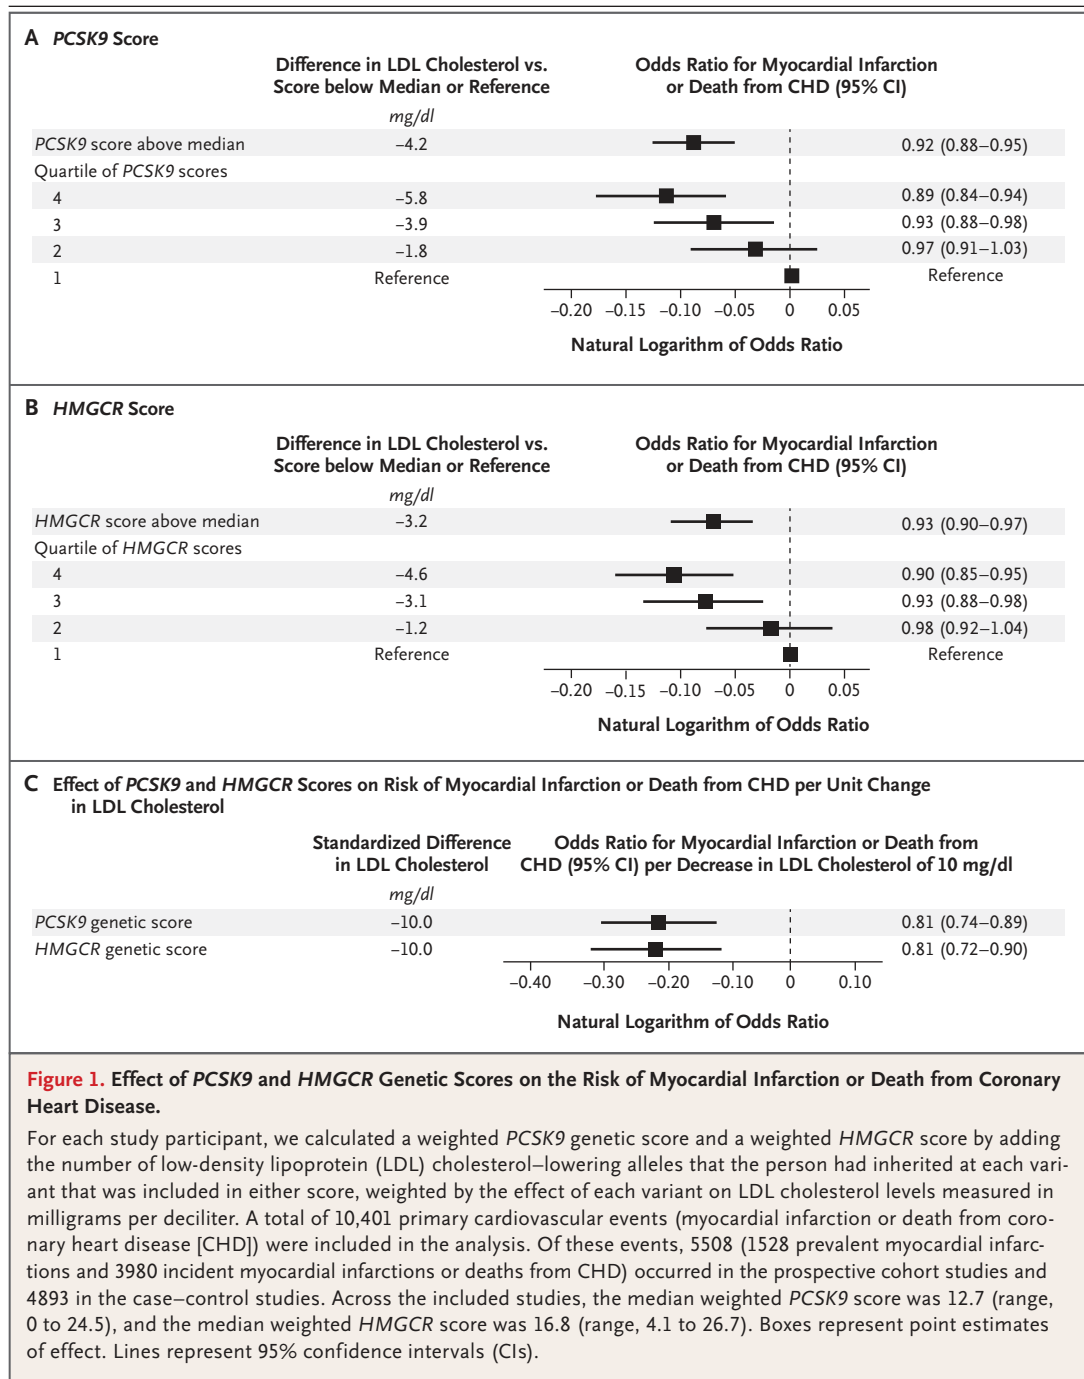 A PCSK9 Score
Difference in LDL Cholesterol vs.
Score below Median or Reference
Odds Ratio for Myocardial Infarction
or Death from CHD (95% CI)
mg/dl
PCSK9 score above median −4.2 0.92 (0.88–0.95)
Quartile of PCSK9 scores
4 −5.8 0.89 (0.84–0.94)
3 −3.9 0.93 (0.88–0.98)
2 −1.8 0.97 (0.91–1.03)
1 Reference Reference
−0.20 −0.15 −0.10 −0.05 0 0.05
Natural Logarithm of Odds Ratio
B HMGCR Score
Difference in LDL Cholesterol vs.
Score below Median or Reference
Odds Ratio for Myocardial Infarction
or Death from CHD (95% CI)
mg/dl
HMGCR score above median −3.2 0.93 (0.90–0.97)
Quartile of HMGCR scores
4 −4.6 0.90 (0.85–0.95)
3 −3.1 0.93 (0.88–0.98)
2 −1.2 0.98 (0.92–1.04)
1 Reference Reference
−0.20 −0.15 −0.10 −0.05 0 0.05
Natural Logarithm of Odds Ratio
C Effect of PCSK9 and HMGCR Scores on Risk of Myocardial Infarction or Death from CHD per Unit Change
in LDL Cholesterol
Standardized Difference
in LDL Cholesterol
Odds Ratio for Myocardial Infarction or Death from
CHD (95% CI) per Decrease in LDL Cholesterol of 10 mg/dl
mg/dl
PCSK9 genetic score −10.0 0.81 (0.74–0.89)
HMGCR genetic score −10.0 0.81 (0.72–0.90)
−0.40 −0.30 −0.20 −0.10 0 0.10
Natural Logarithm of Odds Ratio
Figure 1. Effect of PCSK9 and HMGCR Genetic Scores on the Risk of Myocardial Infarction or Death from Coronary
Heart Disease.
For each study participant, we calculated a weighted PCSK9 genetic score and a weighted HMGCR score by adding
the number of low-density lipoprotein (LDL) cholesterol–lowering alleles that the person had inherited at each vari-
ant that was included in either score, weighted by the effect of each variant on LDL cholesterol levels measured in
milligrams per deciliter. A total of 10,401 primary cardiovascular events (myocardial infarction or death from coro-
nary heart disease [CHD]) were included in the analysis. Of these events, 5508 (1528 prevalent myocardial infarc-
tions and 3980 incident myocardial infarctions or deaths from CHD) occurred in the prospective cohort studies and
4893 in the case–control studies. Across the included studies, the median weighted PCSK9 score was 12.7 (range,
0 to 24.5), and the median weighted HMGCR score was 16.8 (range, 4.1 to 26.7). Boxes represent point estimates
of effect. Lines represent 95% confidence intervals (CIs).